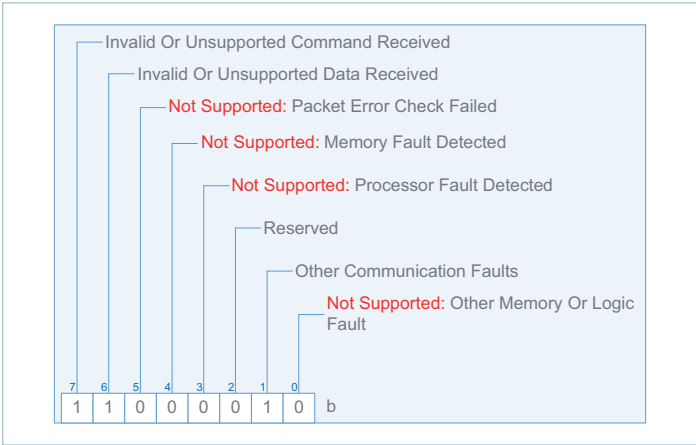 Invalid Or Unsupported Command Received
Invalid Or Unsupported Data Received
Not Supported: Packet Error Check Failed
Not Supported: Memory Fault Detected
Not Supported: Processor Fault Detected
Reserved
Other Communication Faults
Not Supported: Other Memory Or Logic
Fault
7 6 5 4 3 2 1 0
1 1 0 0 0 0 1 0 b